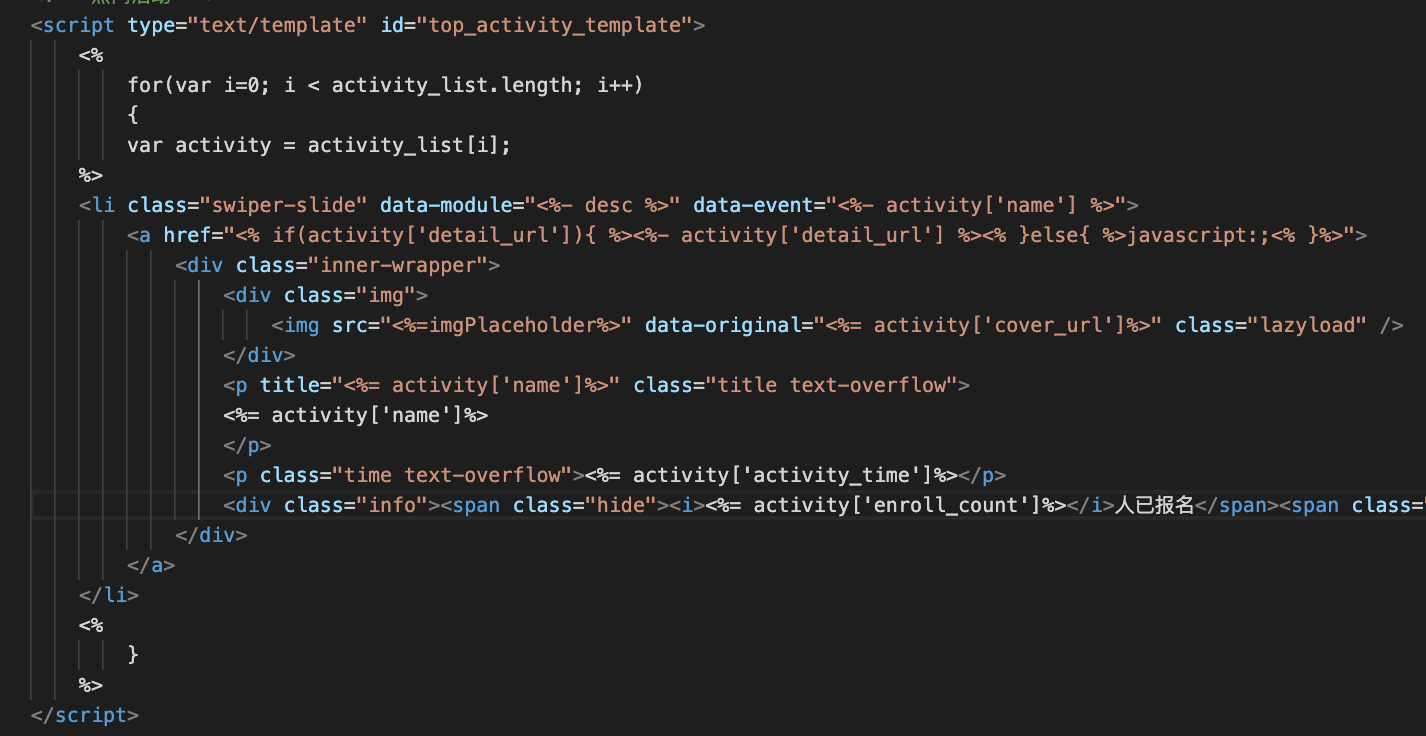 <script type="text/template" id="top_activity_template">
<%
for(var i=0; i < activity_list.length; i++)
{
var activity = activity_list[i];
%>
<li class="swiper-slide" data-module="<%- desc %>" data-event="<%- activity['name'] %>">
<a href="<% if(activity['detail_url']){ %><%- activity['detail_url'] %><% }else{ %>javascript:;<% }%>">
<div class="inner-wrapper">
<div class="img">
<img src="<%=imgPlaceholder%>" data-original="<%= activity['cover_url']%>" class="lazyload" />
</div>
<p title="<%= activity['name']%>" class="title text-overflow">
<%= activity['name']%>
</p>
<p class="time text-overflow"><%= activity['activity_time']%></p>
<div class="info"><span class="hide"><i><%= activity['enroll_count']%></i>人已报名</span><span class="
</div>
</a>
</li>
<%
}
%>
</script>